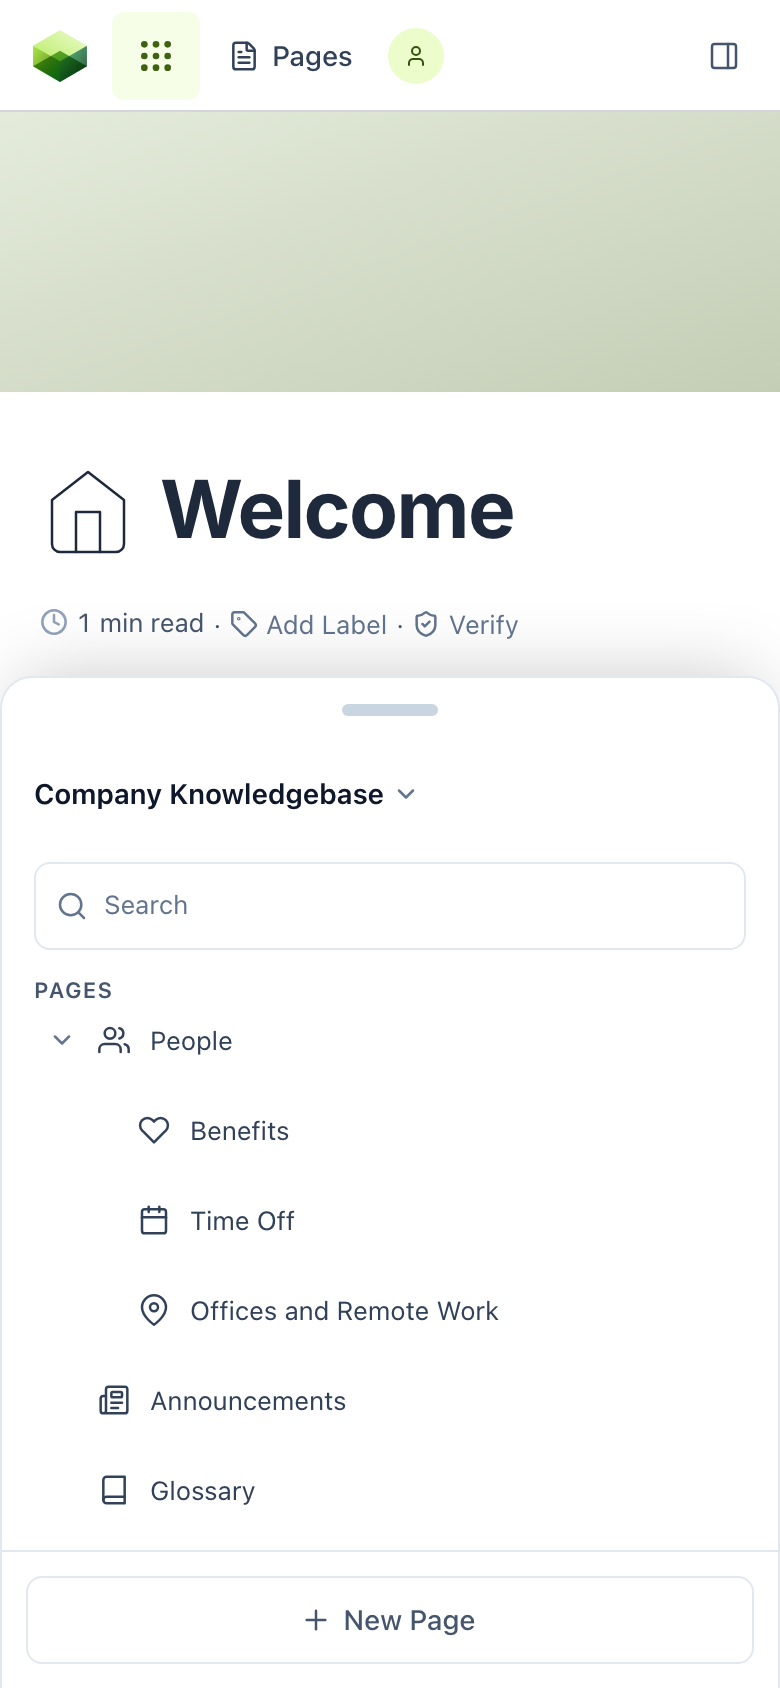 Pages
Welcome
1 min read · Add Label · Verify
Company Knowledgebase
Search
PAGES
People
Benefits
Time Off
Offices and Remote Work
Announcements
Glossary
New Page